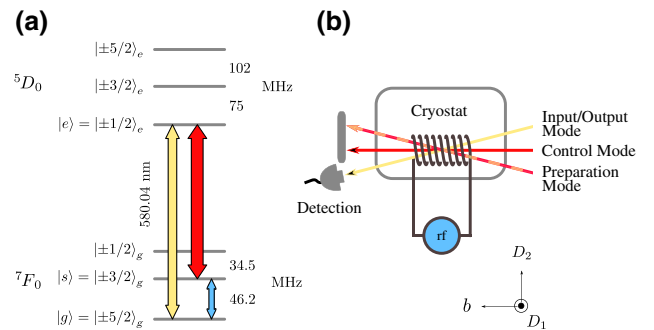 (a)
|±5/2⟩e
102
⁵D₀
|±3/2⟩e
MHz
75
|e⟩ = |±1/2⟩e
580.04 nm
|±1/2⟩g
34.5
⁷F₀
|s⟩ = |±3/2⟩g
MHz
46.2
|g⟩ = |±5/2⟩g
(b)
Cryostat
Input/Output
Mode
Control Mode
Preparation
Mode
Detection
rf
D₂
b
D₁